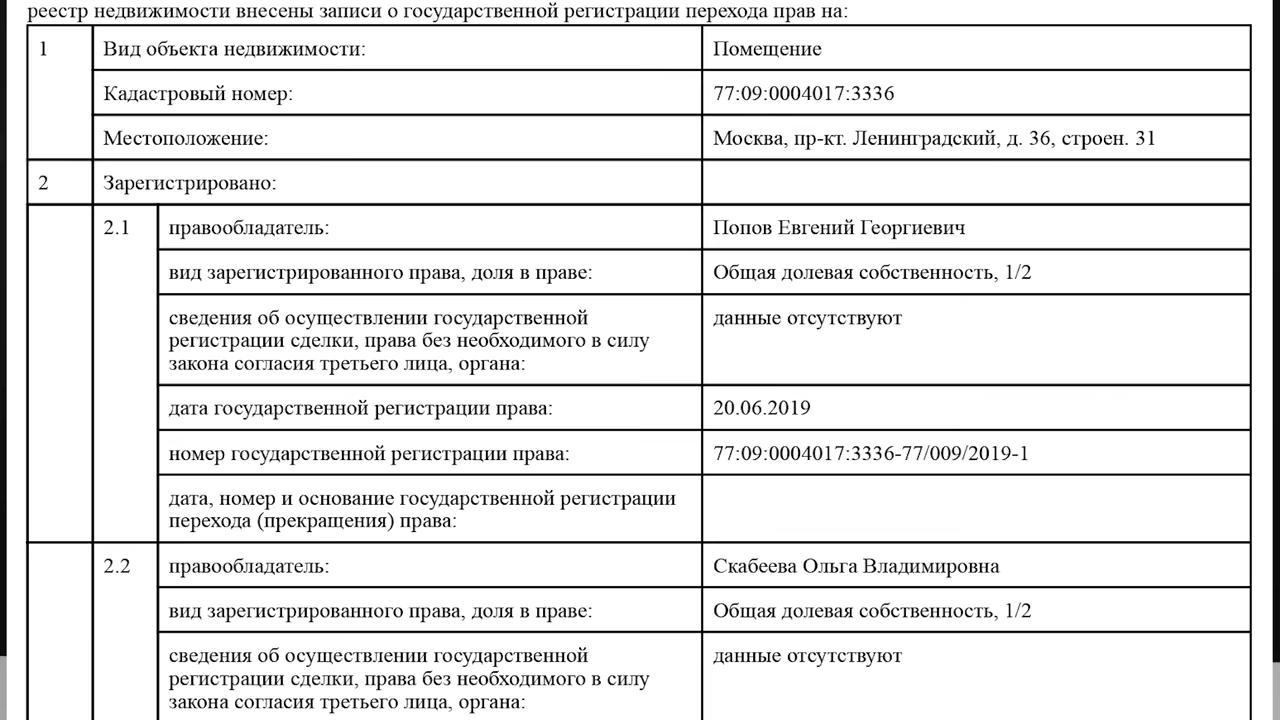 реестр недвижимости внесены записи о государственной регистрации перехода прав на:
1 Вид объекта недвижимости: Помещение
Кадастровый номер: 77:09:0004017:3336
Местоположение: Москва, пр-кт. Ленинградский, д. 36, строен. 31
2 Зарегистрировано:
2.1 правообладатель: Попов Евгений Георгиевич
вид зарегистрированного права, доля в праве: Общая долевая собственность, 1/2
сведения об осуществлении государственной данные отсутствуют
регистрации сделки, права без необходимого в силу
закона согласия третьего лица, органа:
дата государственной регистрации права: 20.06.2019
номер государственной регистрации права: 77:09:0004017:3336-77/009/2019-1
дата, номер и основание государственной регистрации
перехода (прекращения) права:
2.2 правообладатель: Скабеева Ольга Владимировна
вид зарегистрированного права, доля в праве: Общая долевая собственность, 1/2
сведения об осуществлении государственной данные отсутствуют
регистрации сделки, права без необходимого в силу
закона согласия третьего лица, органа: